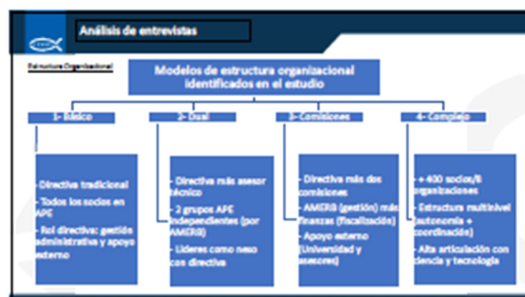 Análisis de entrevistas
Estructura Organizacional
Modelos de estructura organizacional
identificados en el estudio
1- Básico
2- Dual
3- Comisiones
4- Complejo
- Directiva tradicional
- Todos los socios en
APE
- Rol directiva: gestión
administrativa y apoyo
externo
- Directiva más asesor
técnico
- 2 grupos APE
independientes (por
AMERB)
- Líderes como nexo con
directiva
- Directiva más dos
comisiones
- AMERB (gestión) más
finanzas (fiscalización)
- Apoyo externo
(Universidad y
asesores)
- + 400 socios/8
organizaciones
- Estructura multinivel
(autonomía +
coordinación)
- Alta articulación con
ciencia y tecnología